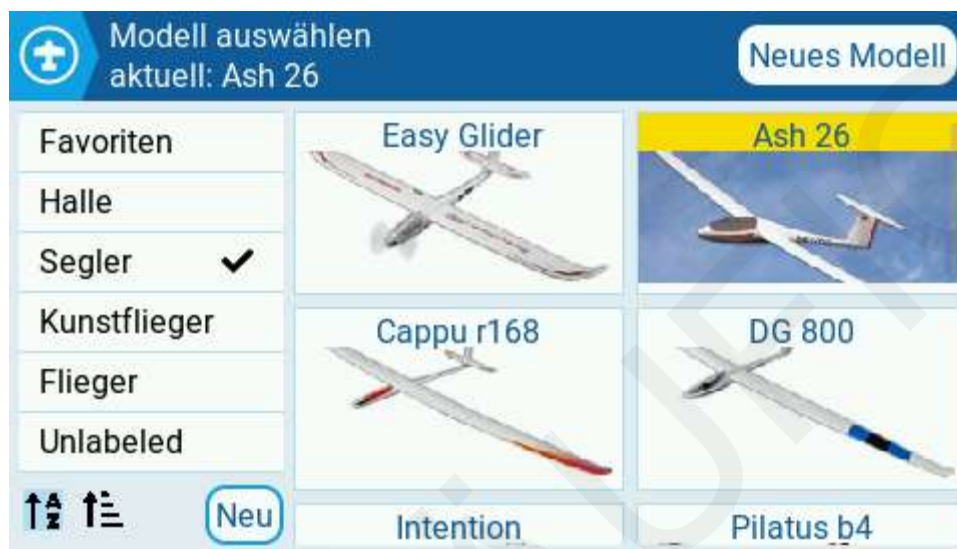 Modell auswählen
aktuell: Ash 26
Neues Modell
Favoriten
Halle
Segler
Kunstflieger
Flieger
Unlabeled
Neu
Easy Glider
Ash 26
Cappu r168
DG 800
Intention
Pilatus b4